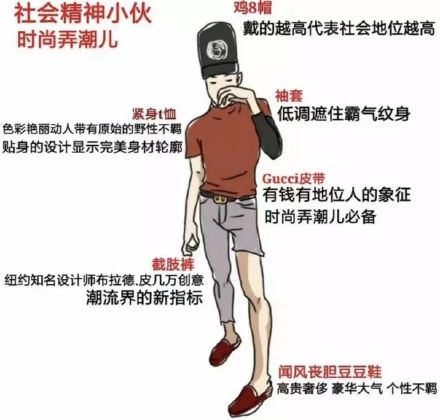 社会精神小伙
时尚弄潮儿
鸡8帽
戴的越高代表社会地位越高
紧身t恤
色彩艳丽动人带有原始的野性不羁
贴身的设计显示完美身材轮廓
袖套
低调遮住霸气纹身
Gucci皮带
有钱有地位人的象征
时尚弄潮儿必备
截肢裤
纽约知名设计师布拉德.皮几万创意
潮流界的新指标
闻风丧胆豆豆鞋
高贵奢侈 豪华大气 个性不羁